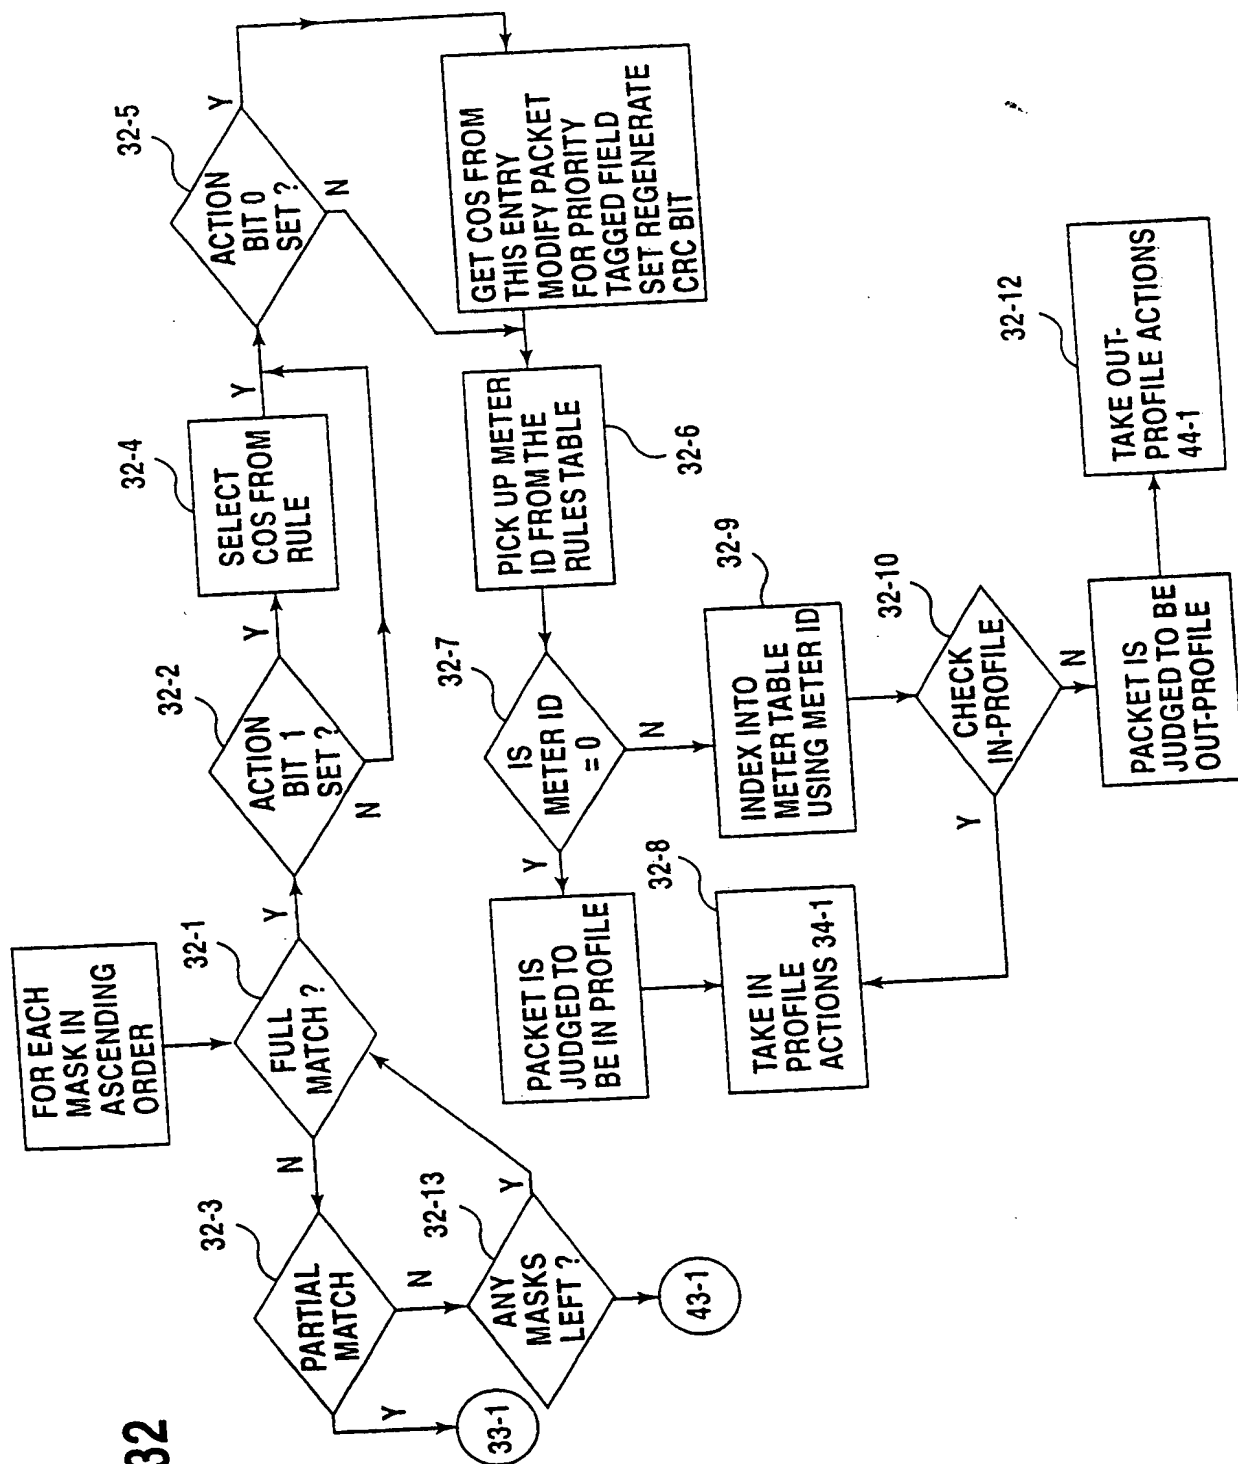 32
FOR EACH
MASK IN
ASCENDING
ORDER
32-1
FULL
MATCH ?
Y
N
32-2
ACTION
BIT 1
SET ?
Y
N
32-4
SELECT
COS FROM
RULE
Y
32-5
ACTION
BIT 0
SET ?
Y
N
GET COS FROM
THIS ENTRY
MODIFY PACKET
FOR PRIORITY
TAGGED FIELD
SET REGENERATE
CRC BIT
32-3
PARTIAL
MATCH
Y
N
33-1
32-13
ANY
MASKS
LEFT ?
Y
43-1
PICK UP METER
ID FROM THE
RULES TABLE
32-6
32-7
IS
METER ID
= 0
Y
N
PACKET IS
JUDGED TO
BE IN PROFILE
32-8
TAKE IN
PROFILE
ACTIONS 34-1
32-9
INDEX INTO
METER TABLE
USING METER ID
32-10
CHECK
IN-PROFILE
Y
N
PACKET IS
JUDGED TO BE
OUT-PROFILE
32-12
TAKE OUT-
PROFILE ACTIONS
44-1